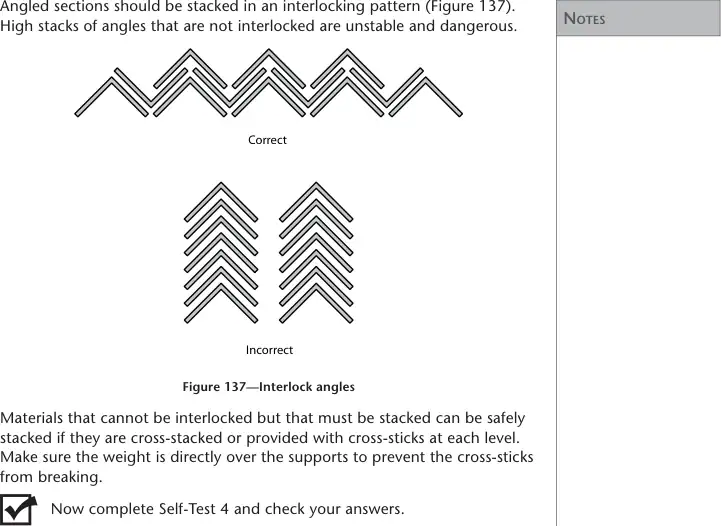 Angled sections should be stacked in an interlocking pattern (Figure 137).
High stacks of angles that are not interlocked are unstable and dangerous.
NOTES
Correct
Incorrect
Figure 137—Interlock angles
Materials that cannot be interlocked but that must be stacked can be safely
stacked if they are cross-stacked or provided with cross-sticks at each level.
Make sure the weight is directly over the supports to prevent the cross-sticks
from breaking.
Now complete Self-Test 4 and check your answers.